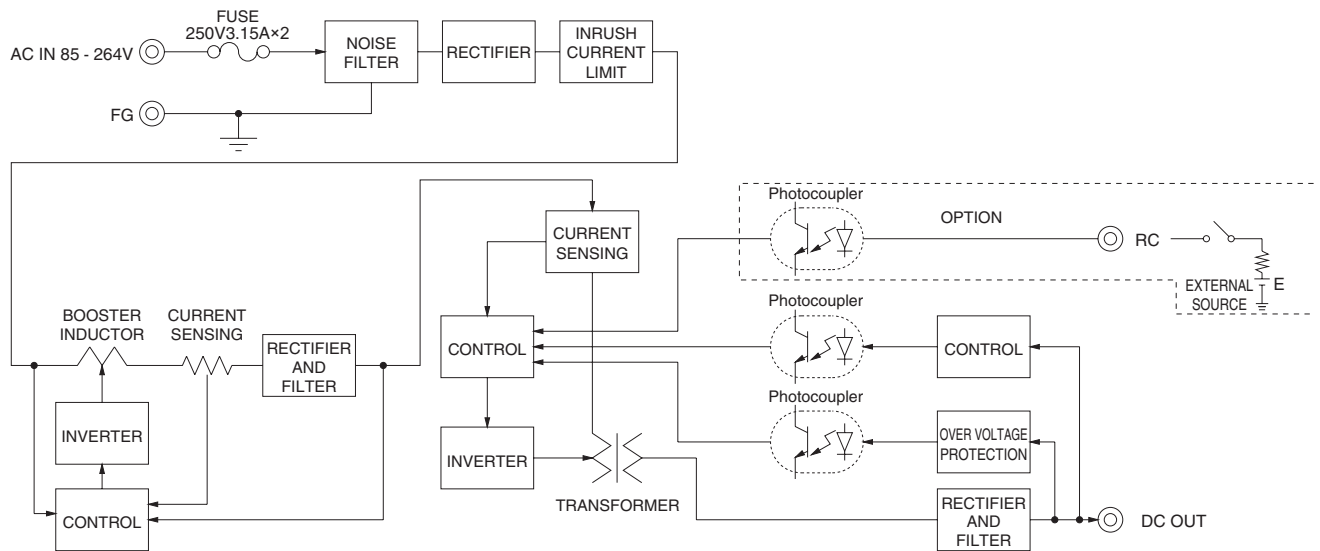 FUSE
250V3.15A×2
AC IN 85 - 264V
NOISE
FILTER
RECTIFIER
INRUSH
CURRENT
LIMIT
FG
Photocoupler
OPTION
RC
CURRENT
SENSING
EXTERNAL
SOURCE
E
Photocoupler
BOOSTER
INDUCTOR
CURRENT
SENSING
RECTIFIER
AND
FILTER
CONTROL
CONTROL
Photocoupler
INVERTER
INVERTER
OVER VOLTAGE
PROTECTION
TRANSFORMER
CONTROL
RECTIFIER
AND
FILTER
DC OUT